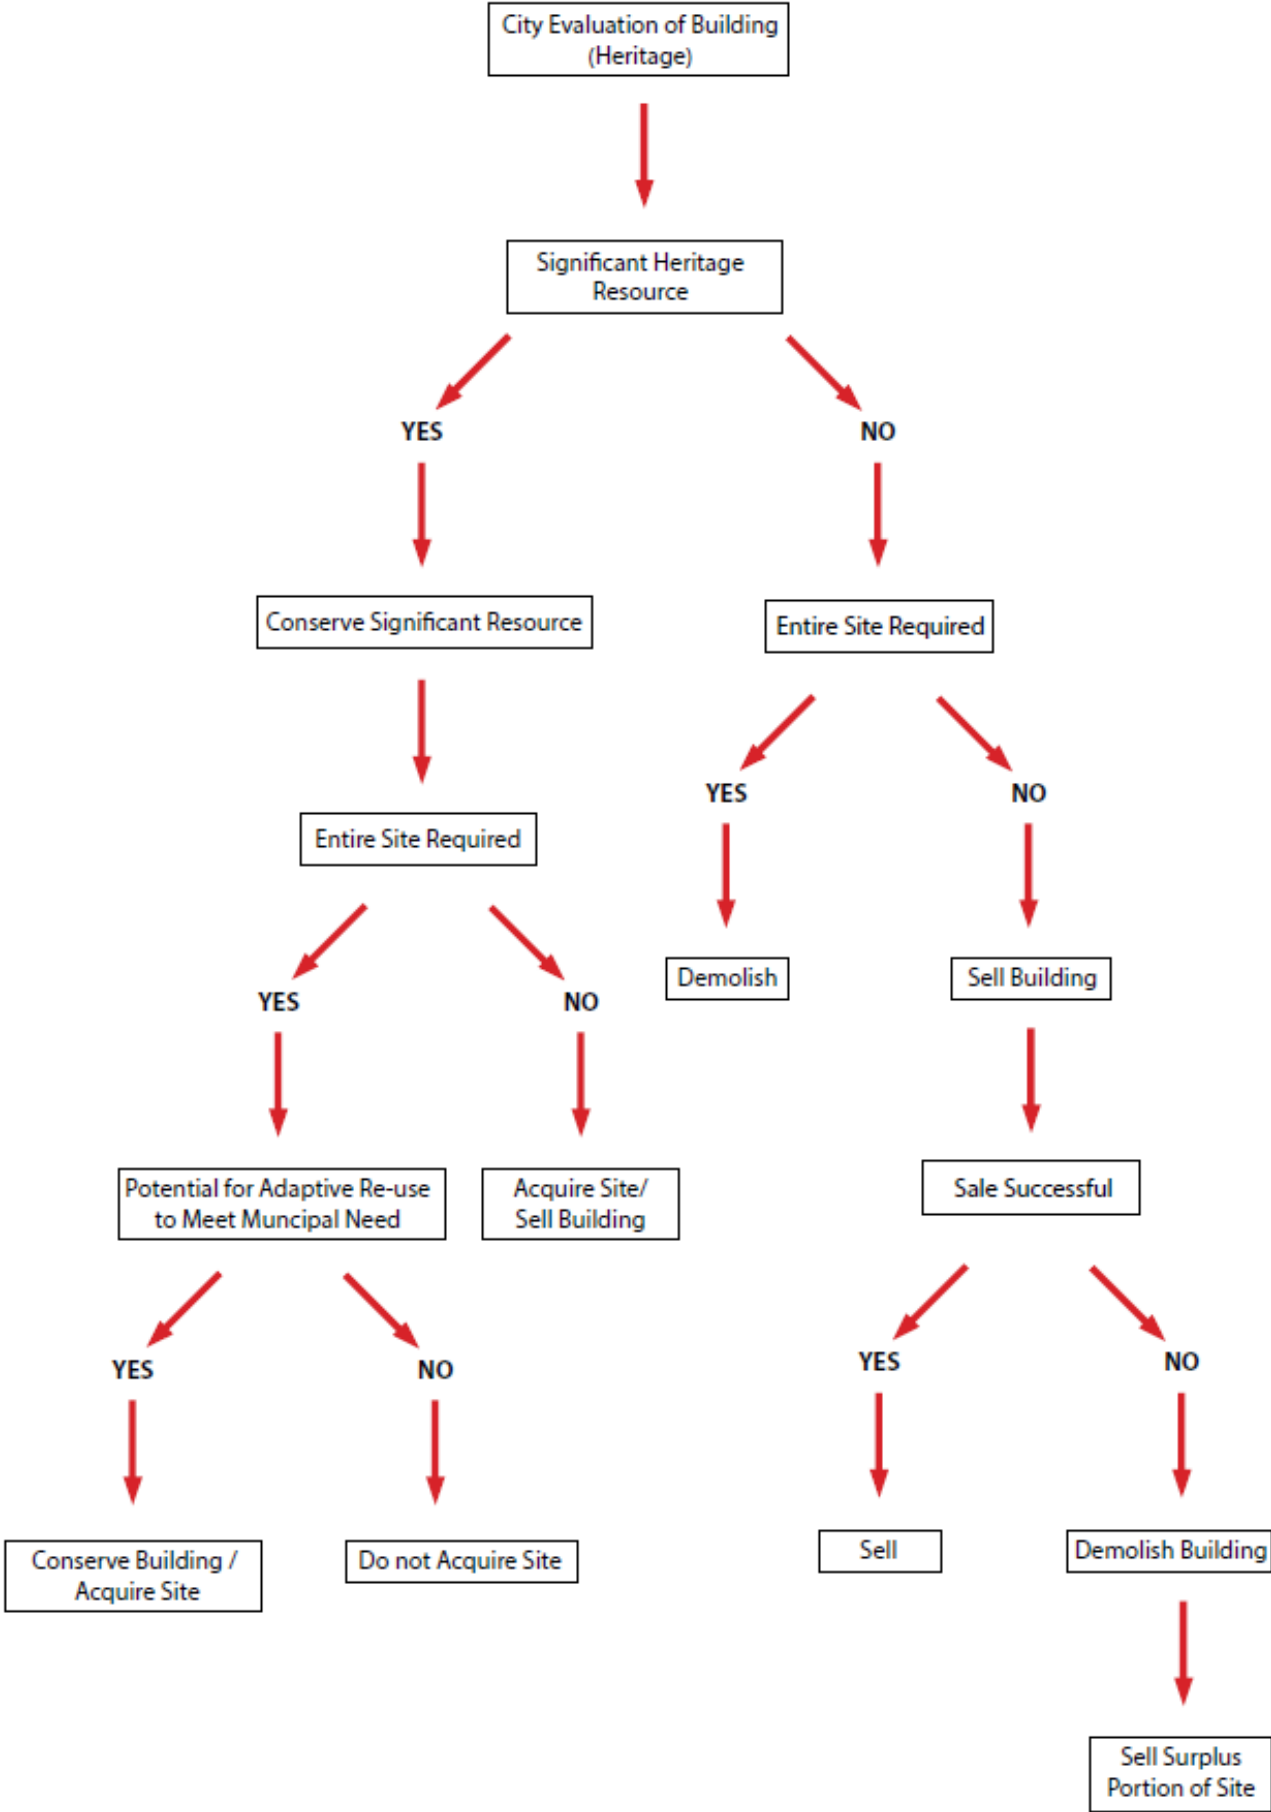 City Evaluation of Building
(Heritage)
Significant Heritage
Resource
YES
NO
Conserve Significant Resource
Entire Site Required
Entire Site Required
YES
NO
YES
NO
Demolish
Sell Building
Potential for Adaptive Re-use
to Meet Muncipal Need
Acquire Site/
Sell Building
Sale Successful
YES
NO
YES
NO
Conserve Building /
Acquire Site
Do not Acquire Site
Sell
Demolish Building
Sell Surplus
Portion of Site